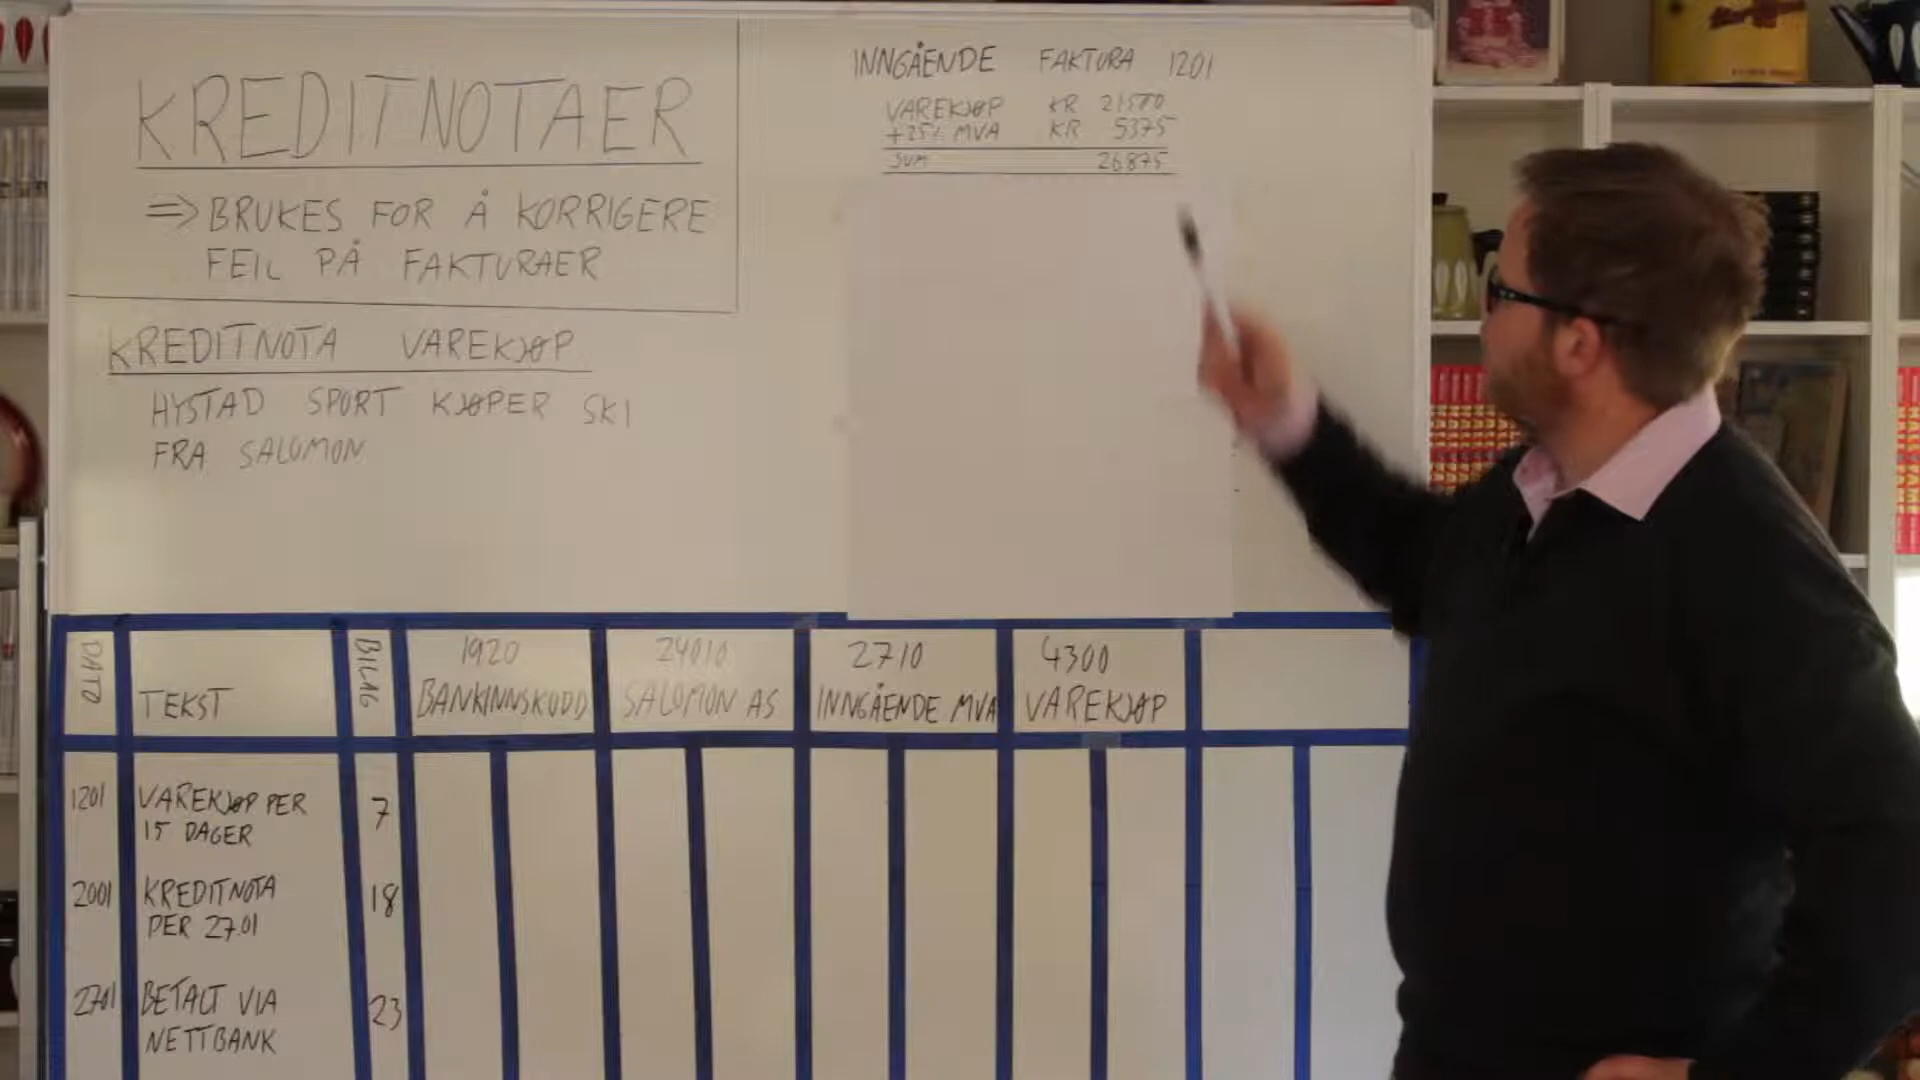 KREDITNOTAER
=> BRUKES FOR Å KORRIGERE
FEIL PÅ FAKTURAER
KREDITNOTA VAREKJØP
HYSTAD SPORT KJØPER SKI
FRA SALOMON
INNGÅENDE FAKTURA 1201
VAREKJØP KR 21500
+25% MVA KR 5375
SUM 26875
DATO TEKST BILAG 1920 BANKINNSKUDD 24010 SALOMON AS 2710 INNGÅENDE MVA 4300 VAREKJØP
1201 VAREKJØP PER 7
15 DAGER
2001 KREDITNOTA 18
PER 27.01
2701 BETALT VIA 23
NETTBANK